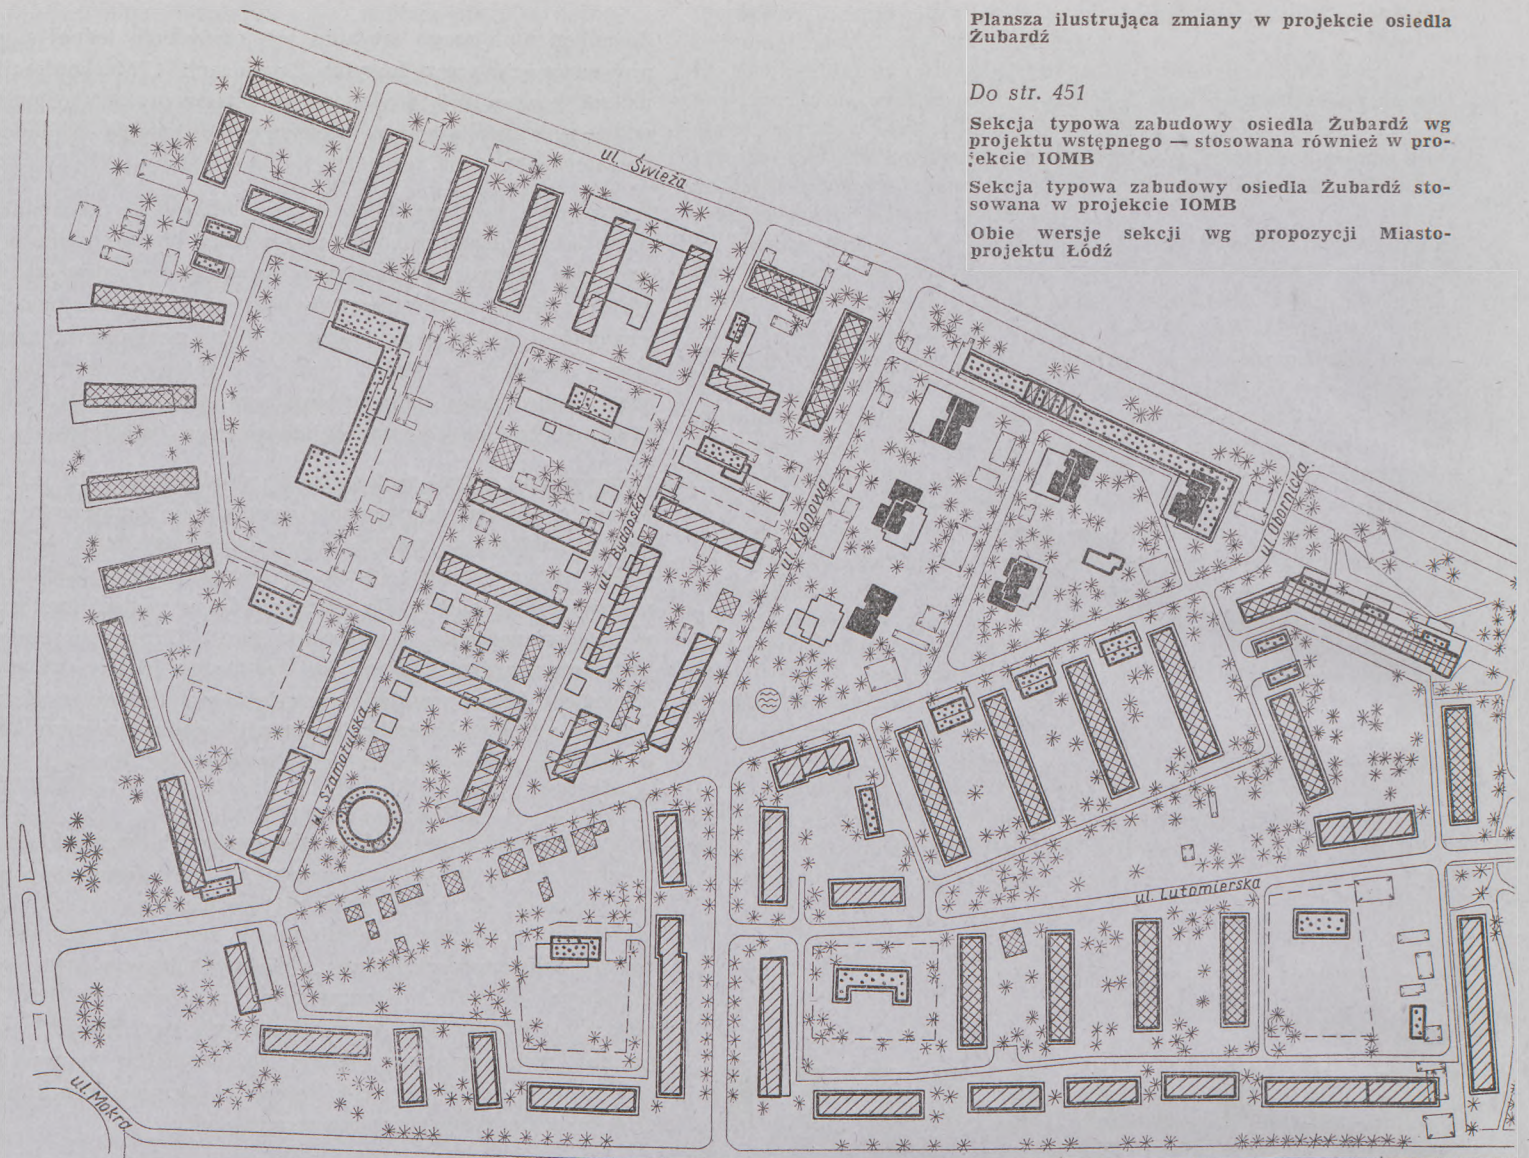 Plansza ilustrująca zmiany w projekcie osiedla
Żubardź
Do str. 451
Sekcja typowa zabudowy osiedla Żubardź wg
projektu wstępnego — stosowana również w pro-
jekcie IOMB
Sekcja typowa zabudowy osiedla Żubardź sto-
sowana w projekcie IOMB
Obie wersje sekcji wg propozycji Miasto-
projektu Łódź
ul. Świeża
ul. Bydgoska
ul. Klonowa
ul. Obornicka
ul. Szamotulska
ul. Lutomierska
ul. Mokra